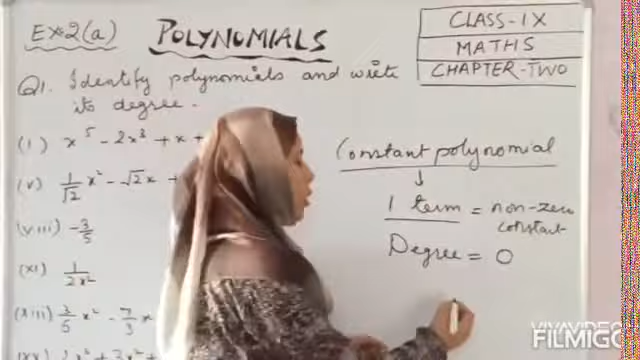 Ex:2(a)
POLYNOMIALS
CLASS-IX
MATHS
CHAPTER-TWO
Q1. Identify polynomials and write
its degree.
(i) x⁵ - 2x³ + x +
(v) 1/√2 x² - √2x +
(viii) -3/5
(xi) 1/2x²
(xiii) 3/5 x² - 7/3 x
Constant polynomial
↓
1 term = non-zero
constant
Degree = 0
VIVAVIDEO
FILMIGO